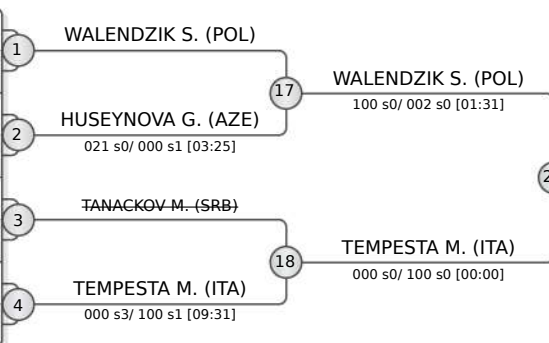 WALENDZIK S. (POL)
1
17
WALENDZIK S. (POL)
100 s0/ 002 s0 [01:31]
HUSEYNOVA G. (AZE)
2
021 s0/ 000 s1 [03:25]
TANACKOV M. (SRB)
3
18
TEMPESTA M. (ITA)
000 s0/ 100 s0 [00:00]
TEMPESTA M. (ITA)
4
000 s3/ 100 s1 [09:31]